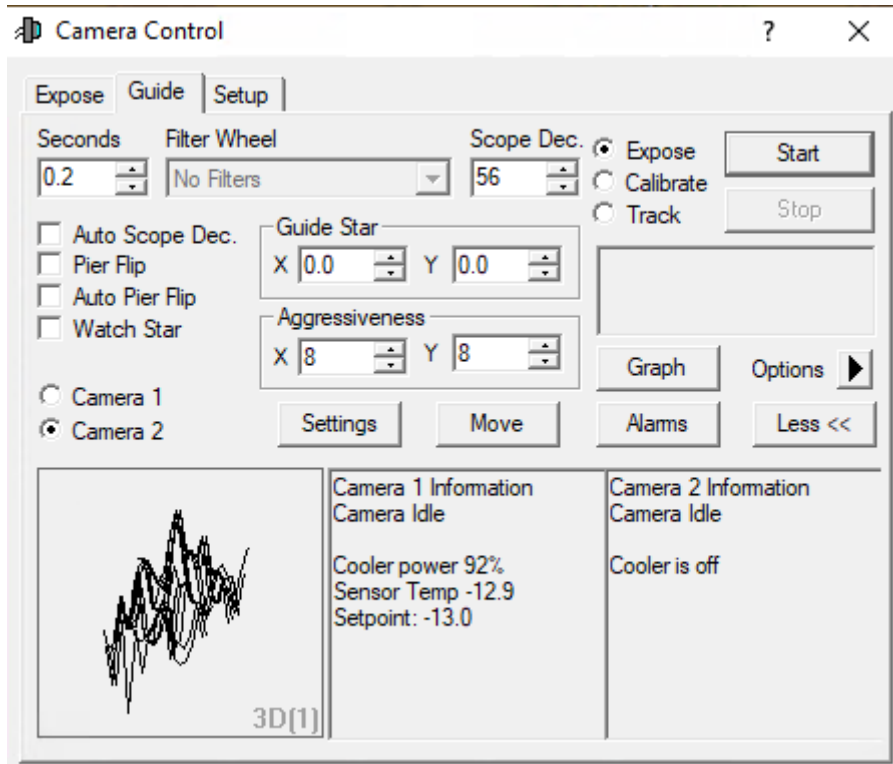 Camera Control
?
Expose Guide Setup
Seconds Filter Wheel Scope Dec.
0.2 No Filters 56
Expose
Calibrate
Track
Start
Stop
Auto Scope Dec.
Pier Flip
Auto Pier Flip
Watch Star
Guide Star
X 0.0 Y 0.0
Aggressiveness
X 8 Y 8
Camera 1
Camera 2
Settings Move
Graph Options
Alarms Less <<
3D(1)
Camera 1 Information
Camera Idle
Cooler power 92%
Sensor Temp -12.9
Setpoint: -13.0
Camera 2 Information
Camera Idle
Cooler is off